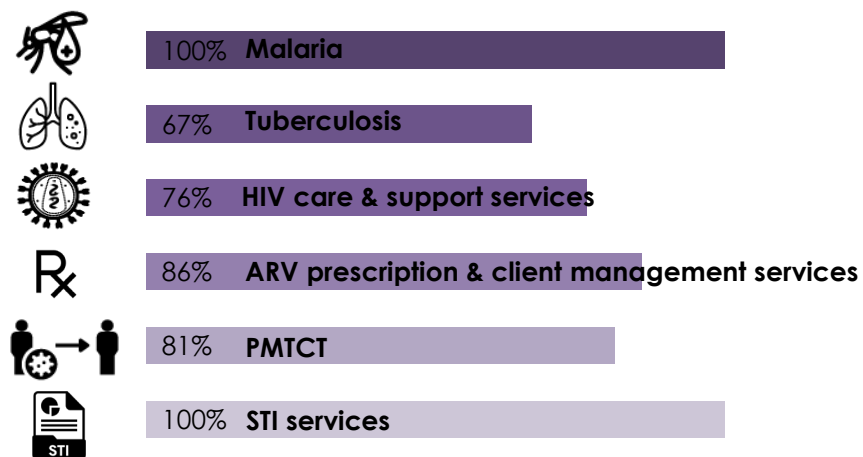 100% Malaria
67% Tuberculosis
76% HIV care & support services
Rx
86% ARV prescription & client management services
81% PMTCT
100% STI services
STI